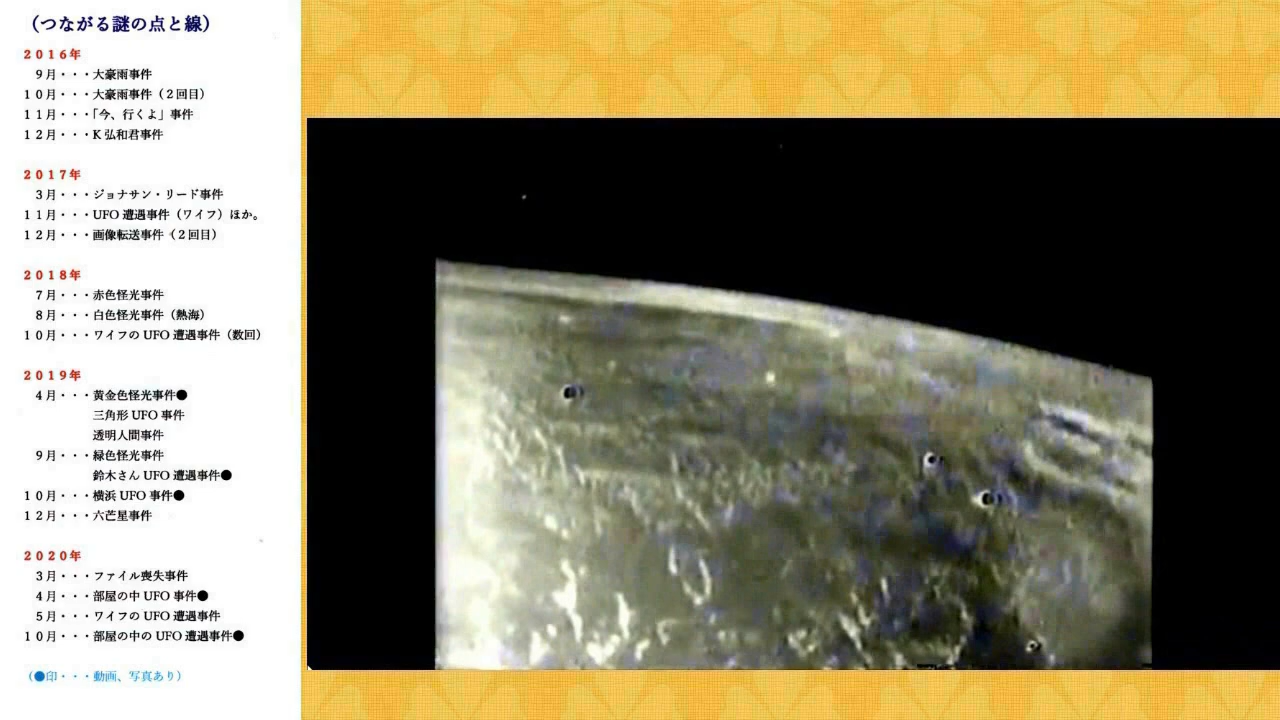 （つながる謎の点と線）
２０１６年
９月・・・大豪雨事件
１０月・・・大豪雨事件（２回目）
１１月・・・「今、行くよ」事件
１２月・・・K 弘和君事件
２０１７年
３月・・・ジョナサン・リード事件
１１月・・・UFO 遭遇事件（ワイフ）ほか。
１２月・・・画像転送事件（２回目）
２０１８年
７月・・・赤色怪光事件
８月・・・白色怪光事件（熱海）
１０月・・・ワイフの UFO 遭遇事件（数回）
２０１９年
４月・・・黄金色怪光事件●
三角形 UFO 事件
透明人間事件
９月・・・緑色怪光事件
鈴木さん UFO 遭遇事件●
１０月・・・横浜 UFO 事件●
１２月・・・六芒星事件
２０２０年
３月・・・ファイル喪失事件
４月・・・部屋の中 UFO 事件●
５月・・・ワイフの UFO 遭遇事件
１０月・・・部屋の中の UFO 遭遇事件●
（●印・・・動画、写真あり）